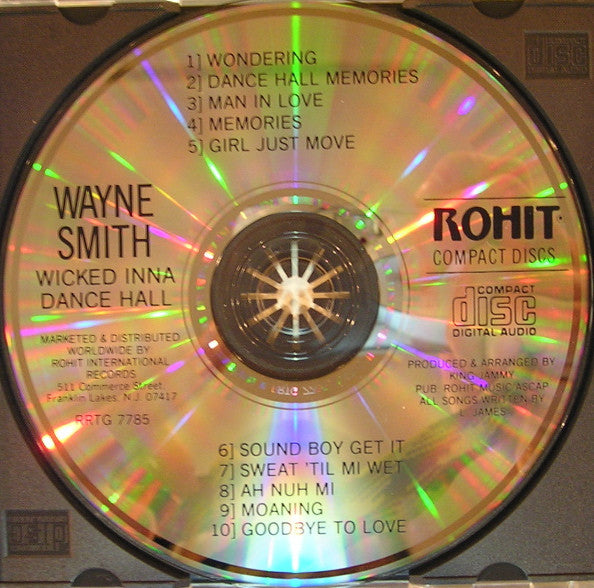 1] WONDERING
2] DANCE HALL MEMORIES
3] MAN IN LOVE
4] MEMORIES
5] GIRL JUST MOVE
WAYNE
SMITH
WICKED INNA
DANCE HALL
MARKETED & DISTRIBUTED
WORLDWIDE BY
ROHIT INTERNATIONAL
RECORDS
511 Commerce Street,
Franklin Lakes, N.J. 07417
RRTG 7785
ROHIT
COMPACT DISCS
COMPACT
disc
DIGITAL AUDIO
PRODUCED & ARRANGED BY
KING JAMMY
PUB. ROHIT MUSIC ASCAP
ALL SONGS WRITTEN BY
L. JAMES
6] SOUND BOY GET IT
7] SWEAT 'TIL MI WET
8] AH NUH MI
9] MOANING
10] GOODBYE TO LOVE